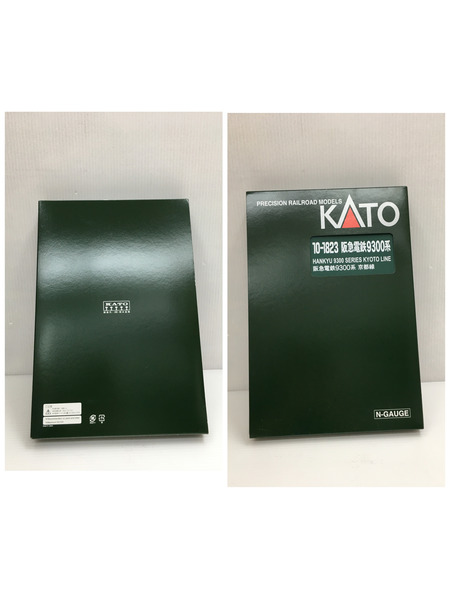 KATO
PRECISION RAILROAD MODELS
KATO
10-1823 阪急電鉄9300系
HANKYU 9300 SERIES KYOTO LINE
阪急電鉄9300系 京都線
N-GAUGE